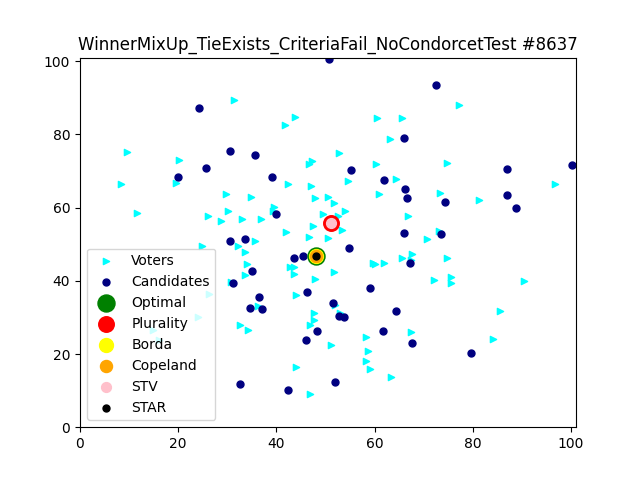 WinnerMixUp_TieExists_CriteriaFail_NoCondorcetTest #8637
100
80
60
40
20
0
Voters
Candidates
Optimal
Plurality
Borda
Copeland
STV
STAR
0 20 40 60 80 100